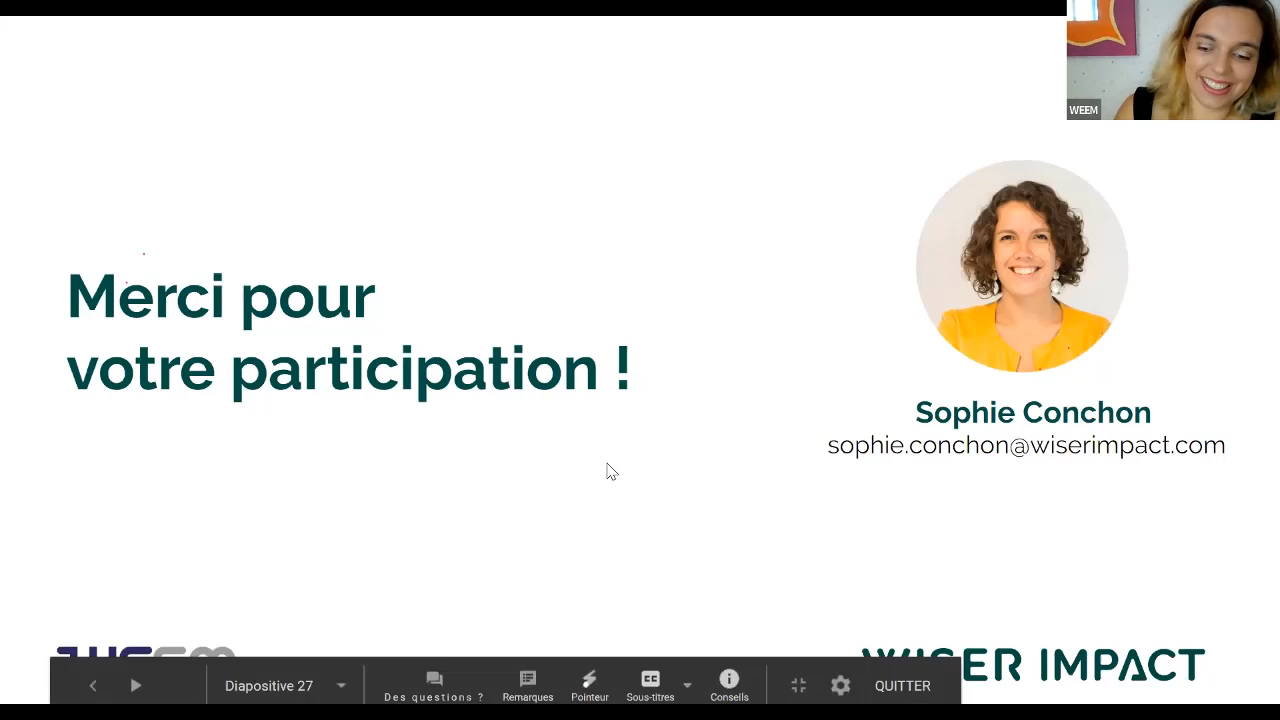 WEEM
Merci pour
votre participation !
Sophie Conchon
sophie.conchon@wiserimpact.com
WISER IMPACT
Diapositive 27
Des questions ?
Remarques
Pointeur
CC
Sous-titres
Conseils
QUITTER